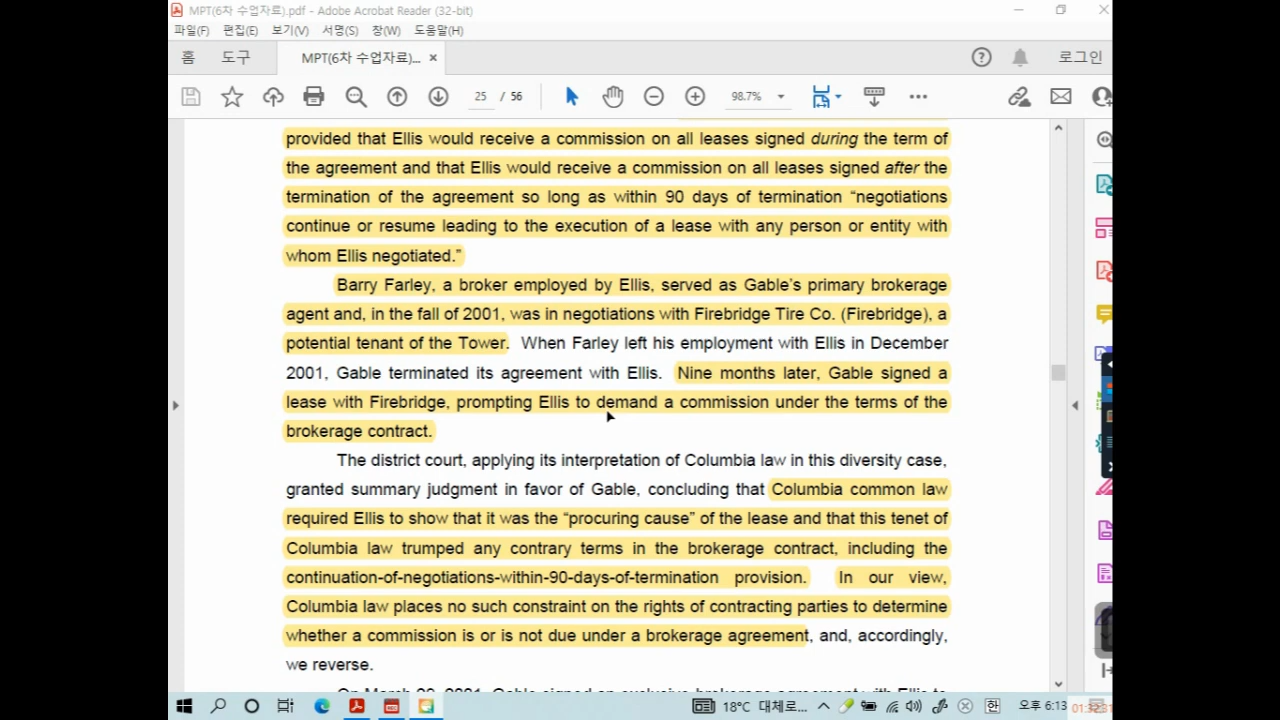 MPT(6차 수업자료).pdf - Adobe Acrobat Reader (32-bit)
파일(F) 편집(E) 보기(V) 서명(S) 창(W) 도움말(H)
홈 도구 MPT(6차 수업자료)... × 로그인
25 / 56 98.7%
provided that Ellis would receive a commission on all leases signed during the term of
the agreement and that Ellis would receive a commission on all leases signed after the
termination of the agreement so long as within 90 days of termination “negotiations
continue or resume leading to the execution of a lease with any person or entity with
whom Ellis negotiated.”
Barry Farley, a broker employed by Ellis, served as Gable’s primary brokerage
agent and, in the fall of 2001, was in negotiations with Firebridge Tire Co. (Firebridge), a
potential tenant of the Tower. When Farley left his employment with Ellis in December
2001, Gable terminated its agreement with Ellis. Nine months later, Gable signed a
lease with Firebridge, prompting Ellis to demand a commission under the terms of the
brokerage contract.
The district court, applying its interpretation of Columbia law in this diversity case,
granted summary judgment in favor of Gable, concluding that Columbia common law
required Ellis to show that it was the “procuring cause” of the lease and that this tenet of
Columbia law trumped any contrary terms in the brokerage contract, including the
continuation-of-negotiations-within-90-days-of-termination provision. In our view,
Columbia law places no such constraint on the rights of contracting parties to determine
whether a commission is or is not due under a brokerage agreement, and, accordingly,
we reverse.
18°C 대체로... 한 오후 6:13